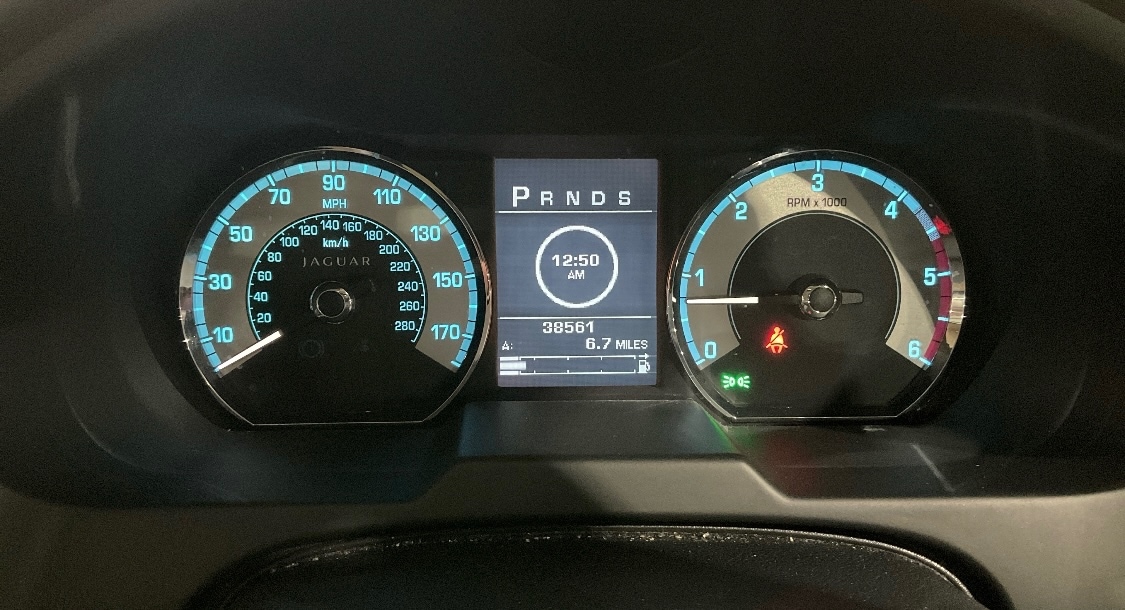 10 30 50 70 90 110 130 150 170
MPH
20 40 60 80 100 120 140 160 180 200 220 240 260 280
km/h
JAGUAR
P R N D S
12:50
AM
38561
A: 6.7 MILES
0 1 2 3 4 5 6
RPM x 1000